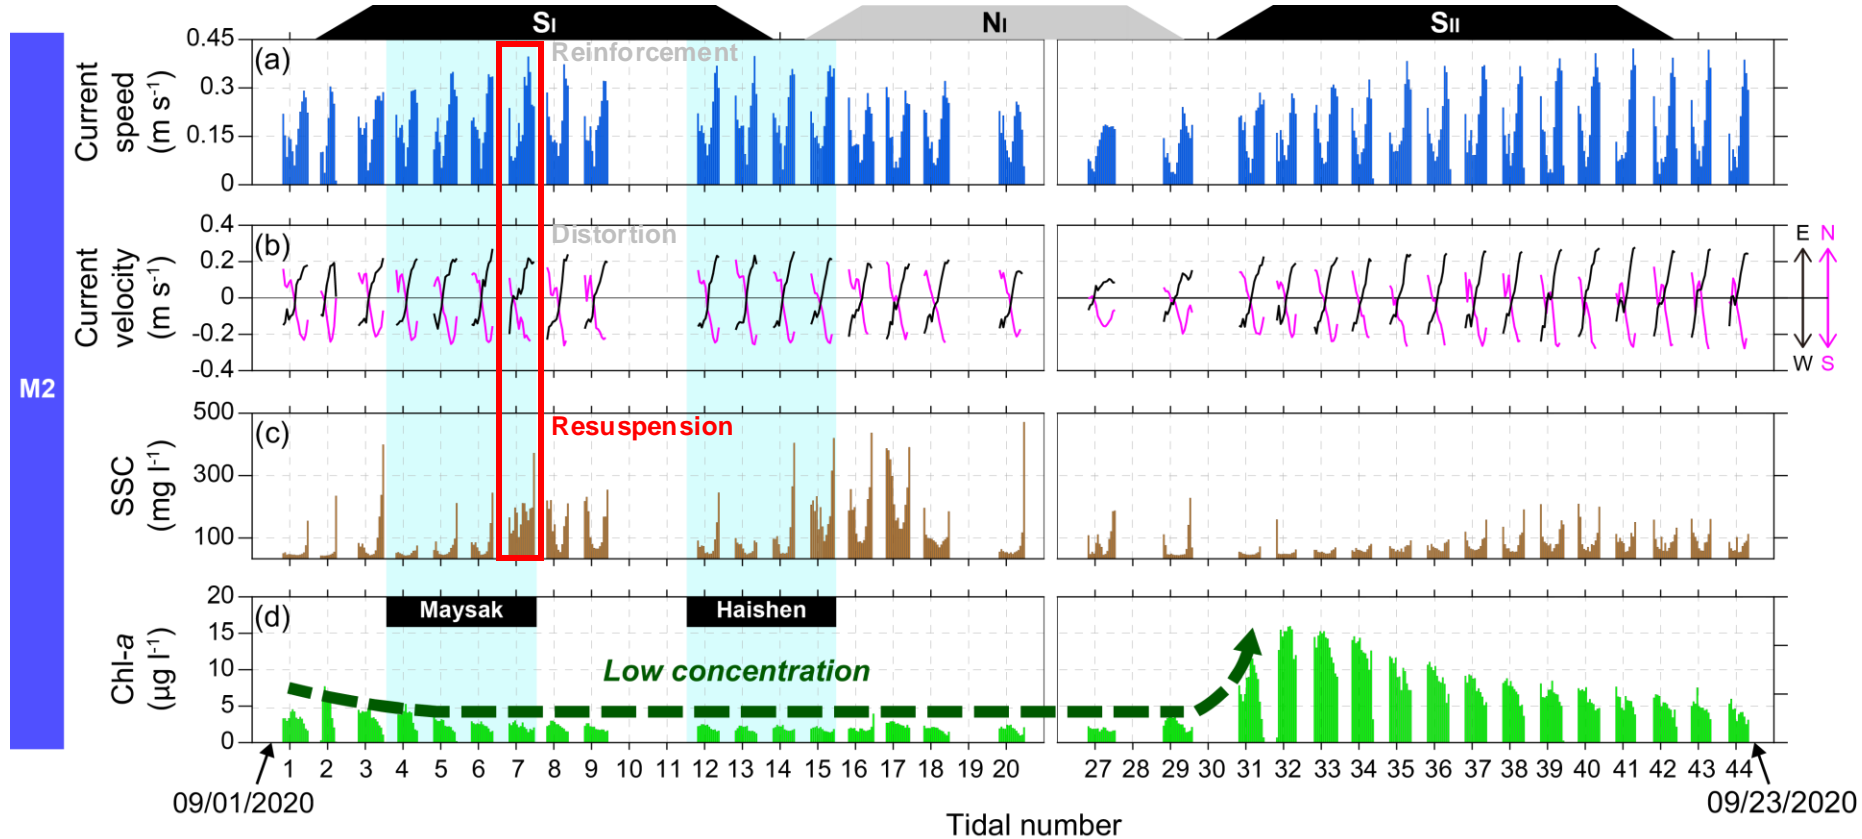 SI NI SII
M2
(a) Reinforcement
Current speed (m s-1)
0.45
0.3
0.15
0
(b) Distortion
Current velocity (m s-1)
0.4
0.2
0
-0.2
-0.4
E N
W S
(c) Resuspension
SSC (mg l-1)
500
300
100
(d) Maysak Haishen
Low concentration
Chl-a (µg l-1)
20
15
10
5
0
1 2 3 4 5 6 7 8 9 10 11 12 13 14 15 16 17 18 19 20 27 28 29 30 31 32 33 34 35 36 37 38 39 40 41 42 43 44
09/01/2020 09/23/2020
Tidal number